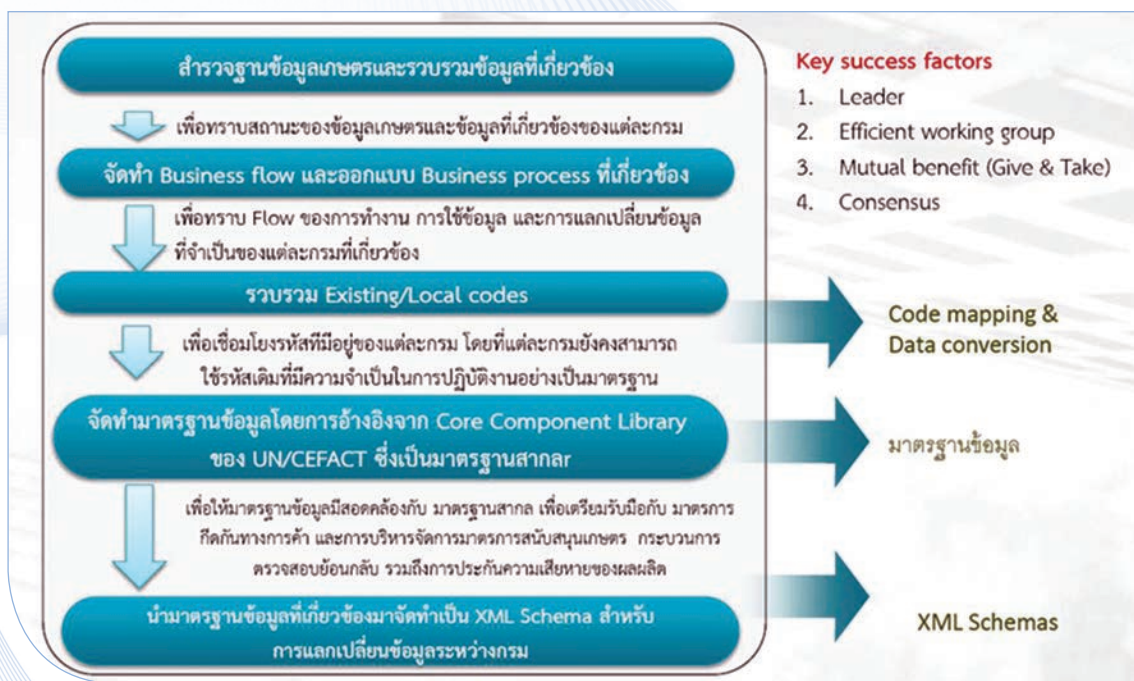 สำรวจฐานข้อมูลเกษตรและรวบรวมข้อมูลที่เกี่ยวข้อง
เพื่อทราบสถานะของข้อมูลเกษตรและข้อมูลที่เกี่ยวข้องของแต่ละกรม
จัดทำ Business flow และออกแบบ Business process ที่เกี่ยวข้อง
เพื่อทราบ Flow ของการทำงาน การใช้ข้อมูล และการแลกเปลี่ยนข้อมูล
ที่จำเป็นของแต่ละกรมที่เกี่ยวข้อง
รวบรวม Existing/Local codes
เพื่อเชื่อมโยงรหัสที่มีอยู่ของแต่ละกรม โดยที่แต่ละกรมยังคงสามารถ
ใช้รหัสเดิมที่มีความจำเป็นในการปฏิบัติงานอย่างเป็นมาตรฐาน
จัดทำมาตรฐานข้อมูลโดยการอ้างอิงจาก Core Component Library
ของ UN/CEFACT ซึ่งเป็นมาตรฐานสากลr
เพื่อให้มาตรฐานข้อมูลมีสอดคล้องกับ มาตรฐานสากล เพื่อเตรียมรับมือกับ มาตรการ
กีดกันทางการค้า และการบริหารจัดการมาตรการสนับสนุนเกษตร กระบวนการ
ตรวจสอบย้อนกลับ รวมถึงการประกันความเสียหายของผลผลิต
นำมาตรฐานข้อมูลที่เกี่ยวข้องมาจัดทำเป็น XML Schema สำหรับ
การแลกเปลี่ยนข้อมูลระหว่างกรม
Key success factors
1. Leader
2. Efficient working group
3. Mutual benefit (Give & Take)
4. Consensus
Code mapping &
Data conversion
มาตรฐานข้อมูล
XML Schemas